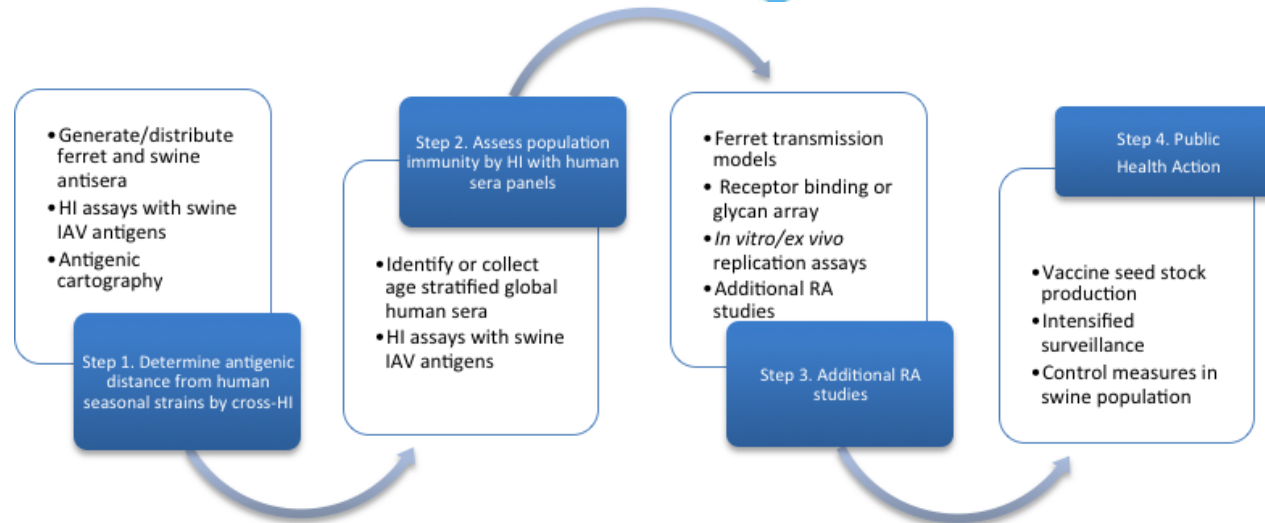 •Generate/distribute
ferret and swine
antisera
•HI assays with swine
IAV antigens
•Antigenic
cartography
Step 1. Determine antigenic
distance from human
seasonal strains by cross-HI
Step 2. Assess population
immunity by HI with human
sera panels
•Identify or collect
age stratified global
human sera
•HI assays with swine
IAV antigens
•Ferret transmission
models
• Receptor binding or
glycan array
•In vitro/ex vivo
replication assays
•Additional RA
studies
Step 3. Additional RA
studies
Step 4. Public
Health Action
•Vaccine seed stock
production
•Intensified
surveillance
•Control measures in
swine population